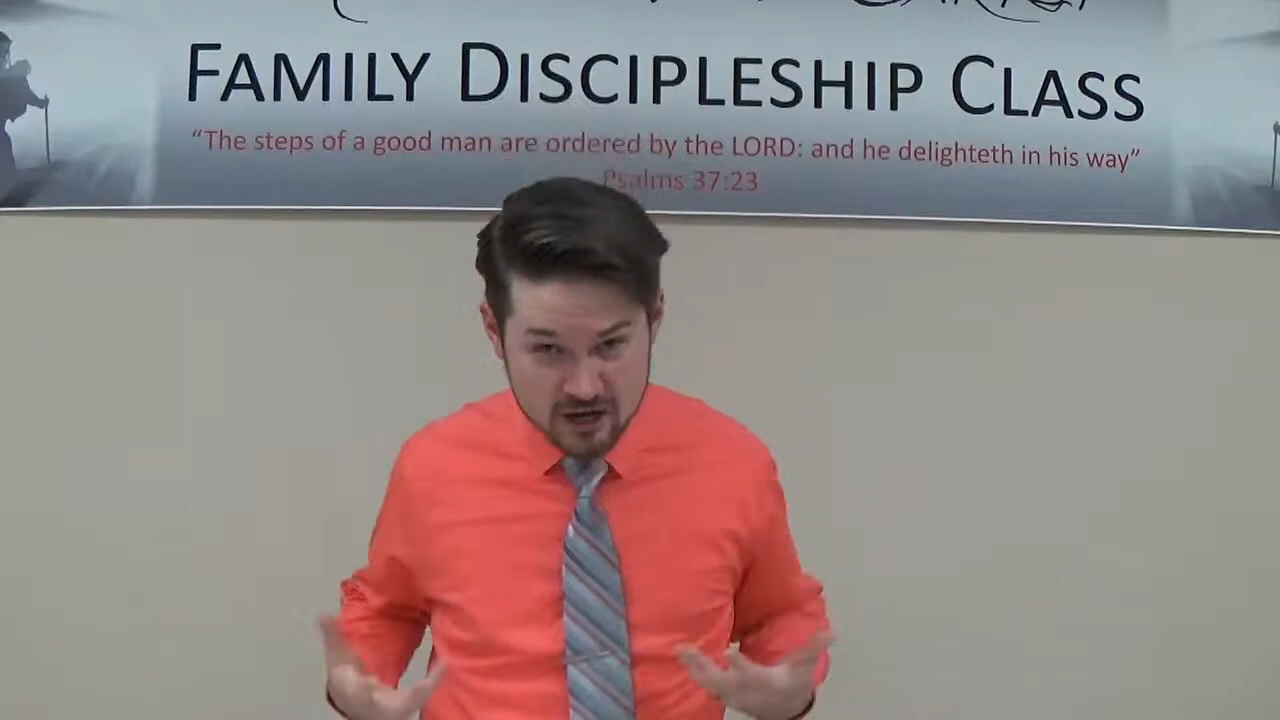 FAMILY DISCIPLESHIP CLASS
“The steps of a good man are ordered by the LORD: and he delighteth in his way”
Psalms 37:23